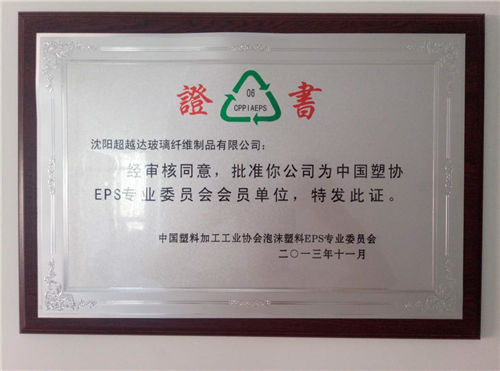 證 書
06
CPPIAEPS
沈阳超越达玻璃纤维制品有限公司：
经审核同意，批准你公司为中国塑协
EPS专业委员会会员单位，特发此证。
中国塑料加工工业协会泡沫塑料EPS专业委员会
二〇一三年十一月